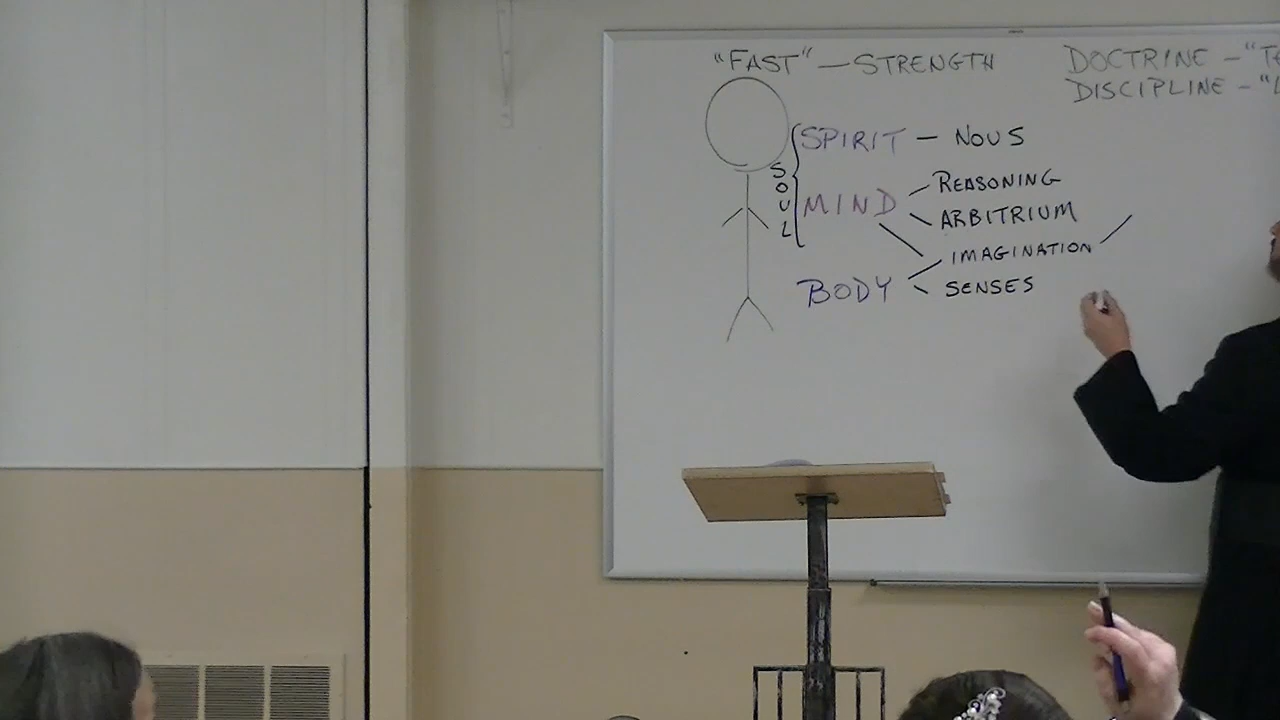 "FAST" — STRENGTH
DOCTRINE - "
DISCIPLINE - "
SOUL
SPIRIT — NOUS
MIND
REASONING
ARBITRIUM
IMAGINATION
BODY
SENSES